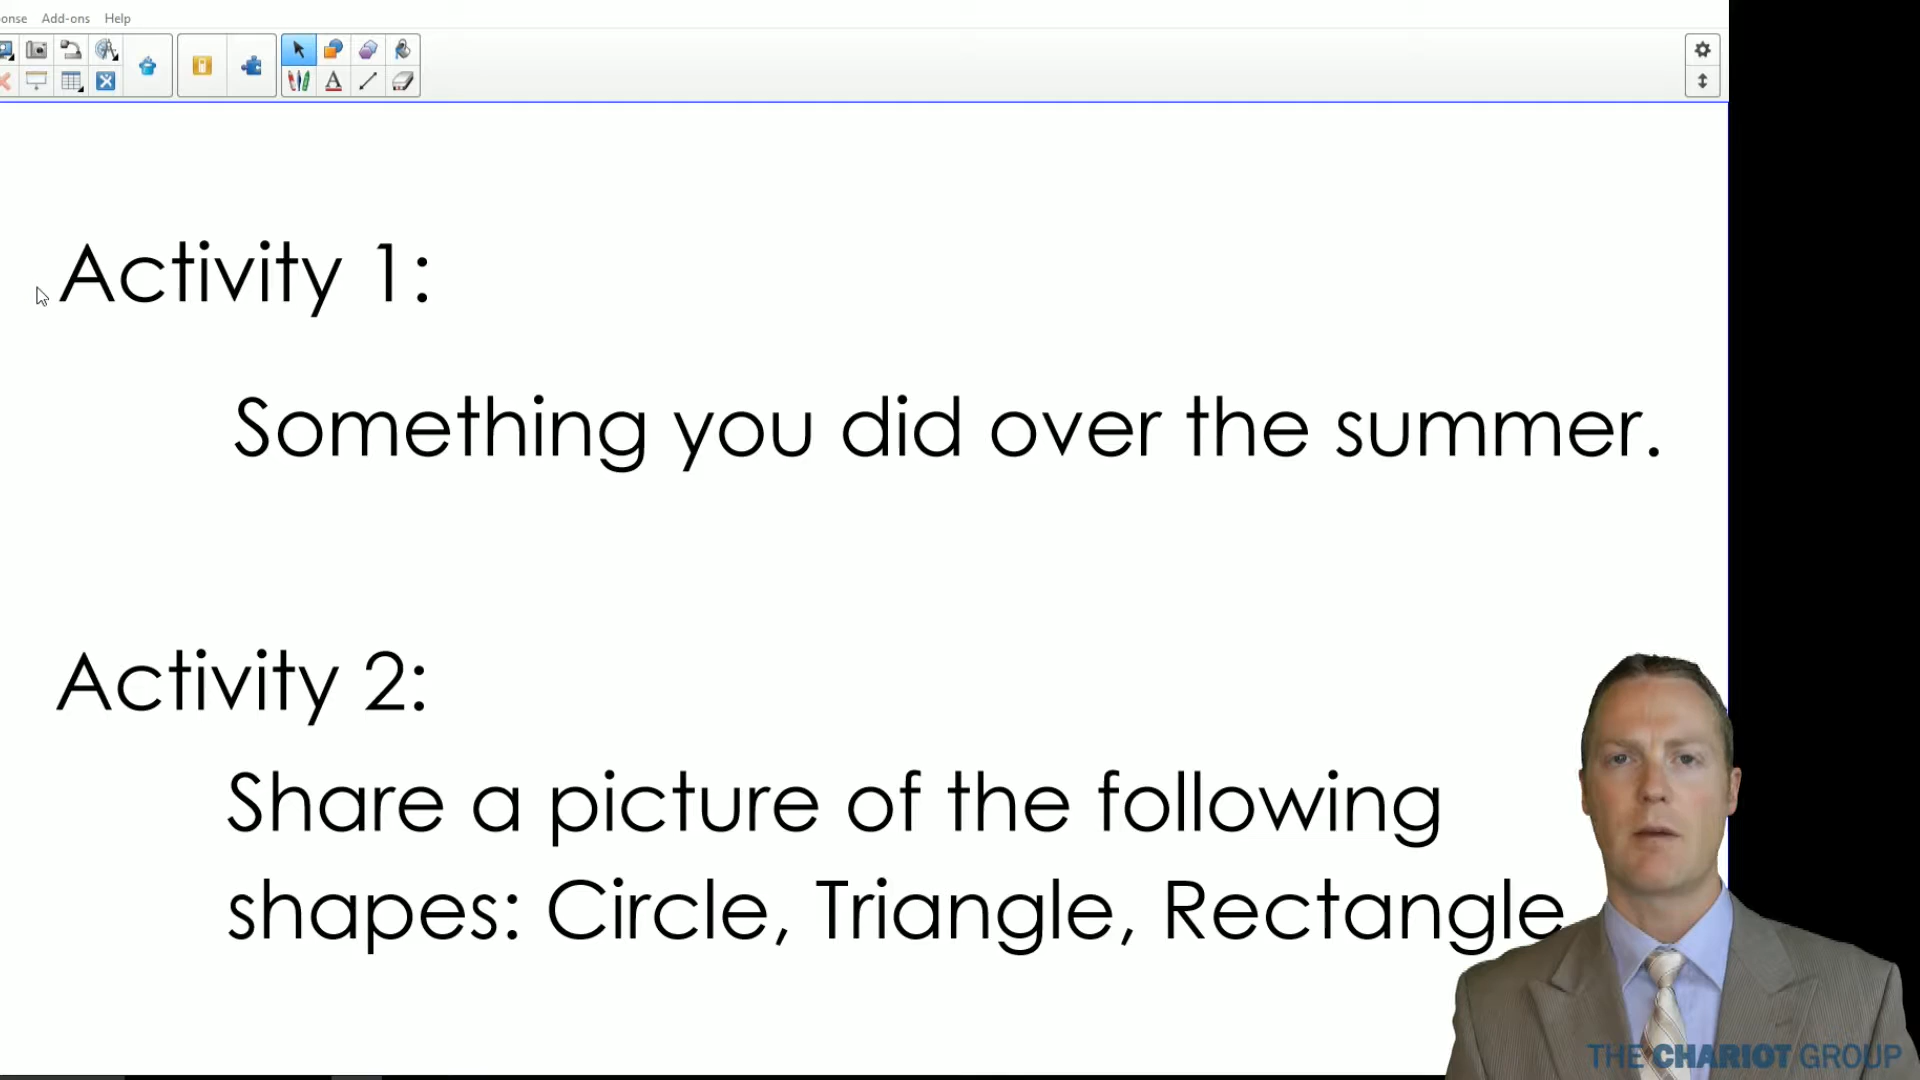 Add-ons Help
Activity 1:
Something you did over the summer.
Activity 2:
Share a picture of the following
shapes: Circle, Triangle, Rectangle
THE CHARIOT GROUP